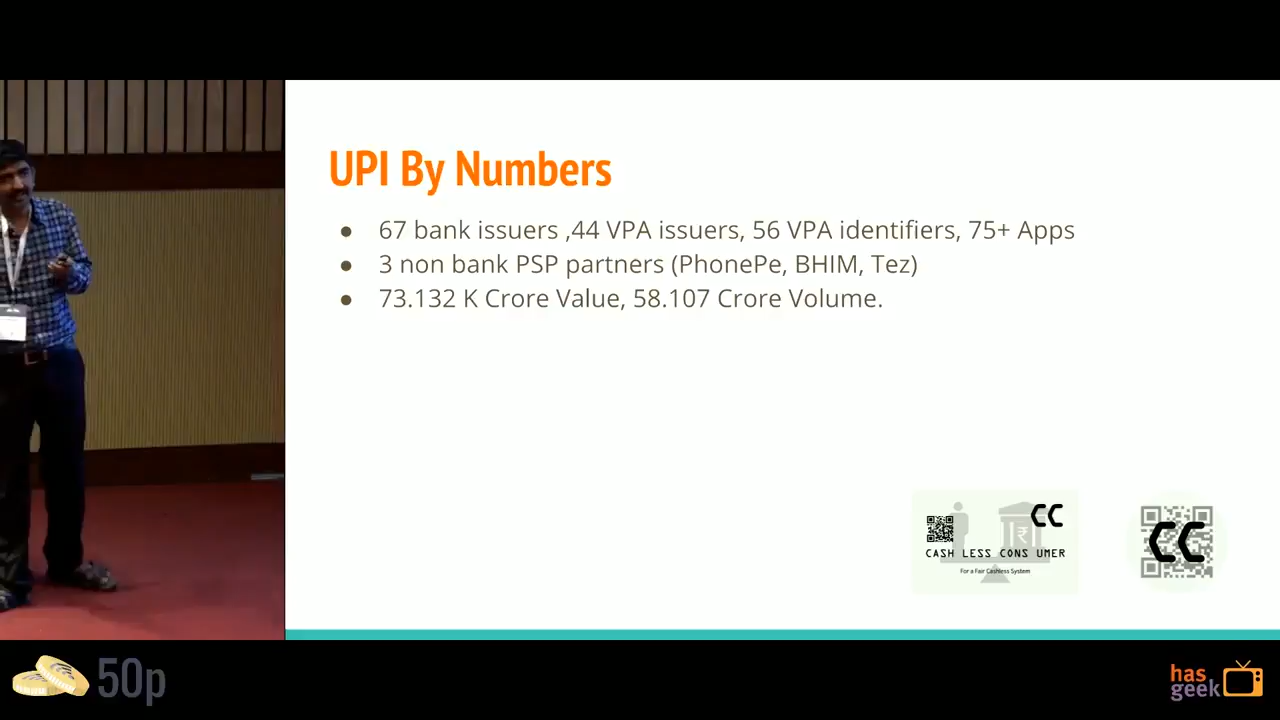 UPI By Numbers
● 67 bank issuers ,44 VPA issuers, 56 VPA identifiers, 75+ Apps
● 3 non bank PSP partners (PhonePe, BHIM, Tez)
● 73.132 K Crore Value, 58.107 Crore Volume.
CC
CASH LESS CONS UMER
For a Fair Cashless System
CC
50p
has
geek